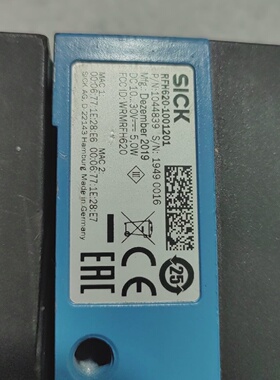 SICK
RFH620-1001201
P/N: 1044839 S/N: 1949 0016
Mfg. Dezember 2019
DC10...30V⎓ 5,0W
FCC ID: WRMRFH620
MAC 1: MAC 2:
00:06:77:1E:28:E6 00:06:77:1E:28:E7
SICK AG, D 22143 Hamburg Made in Germany
III
25
EAC
CE